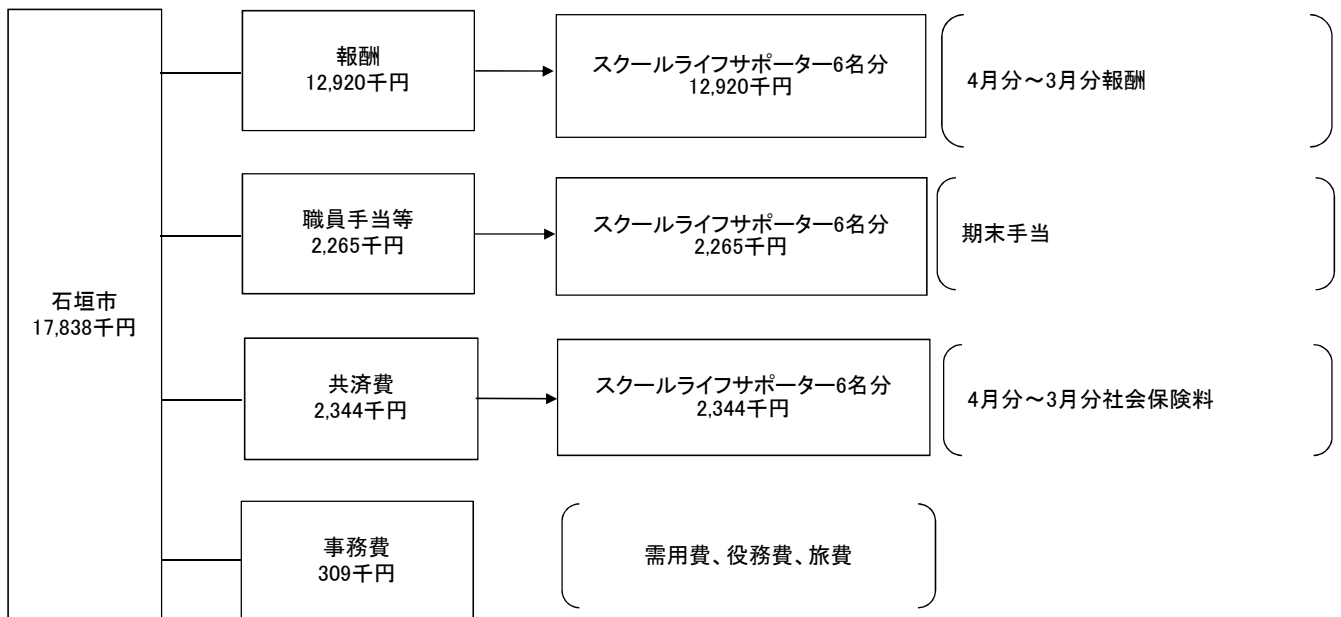 石垣市
17,838千円
報酬
12,920千円
スクールライフサポーター6名分
12,920千円
4月分～3月分報酬
職員手当等
2,265千円
スクールライフサポーター6名分
2,265千円
期末手当
共済費
2,344千円
スクールライフサポーター6名分
2,344千円
4月分～3月分社会保険料
事務費
309千円
需用費、役務費、旅費